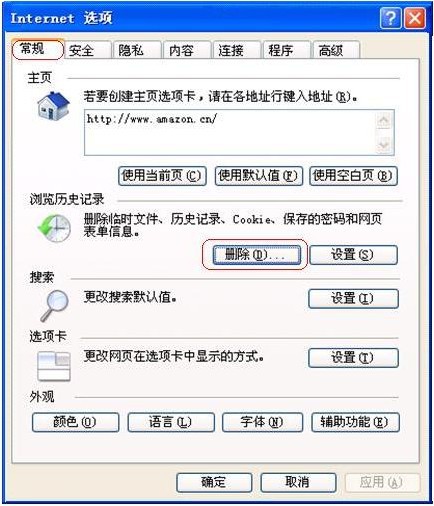 Internet 选项
常规 安全 隐私 内容 连接 程序 高级
主页
若要创建主页选项卡，请在各地址行键入地址(R)。
http://www.amazon.cn/
使用当前页(C) 使用默认值(F) 使用空白页(B)
浏览历史记录
删除临时文件、历史记录、Cookie、保存的密码和网页
表单信息。
删除(D)... 设置(S)
搜索
更改搜索默认值。 设置(I)
选项卡
更改网页在选项卡中显示的方式。 设置(T)
外观
颜色(O) 语言(L) 字体(N) 辅助功能(E)
确定 取消 应用(A)